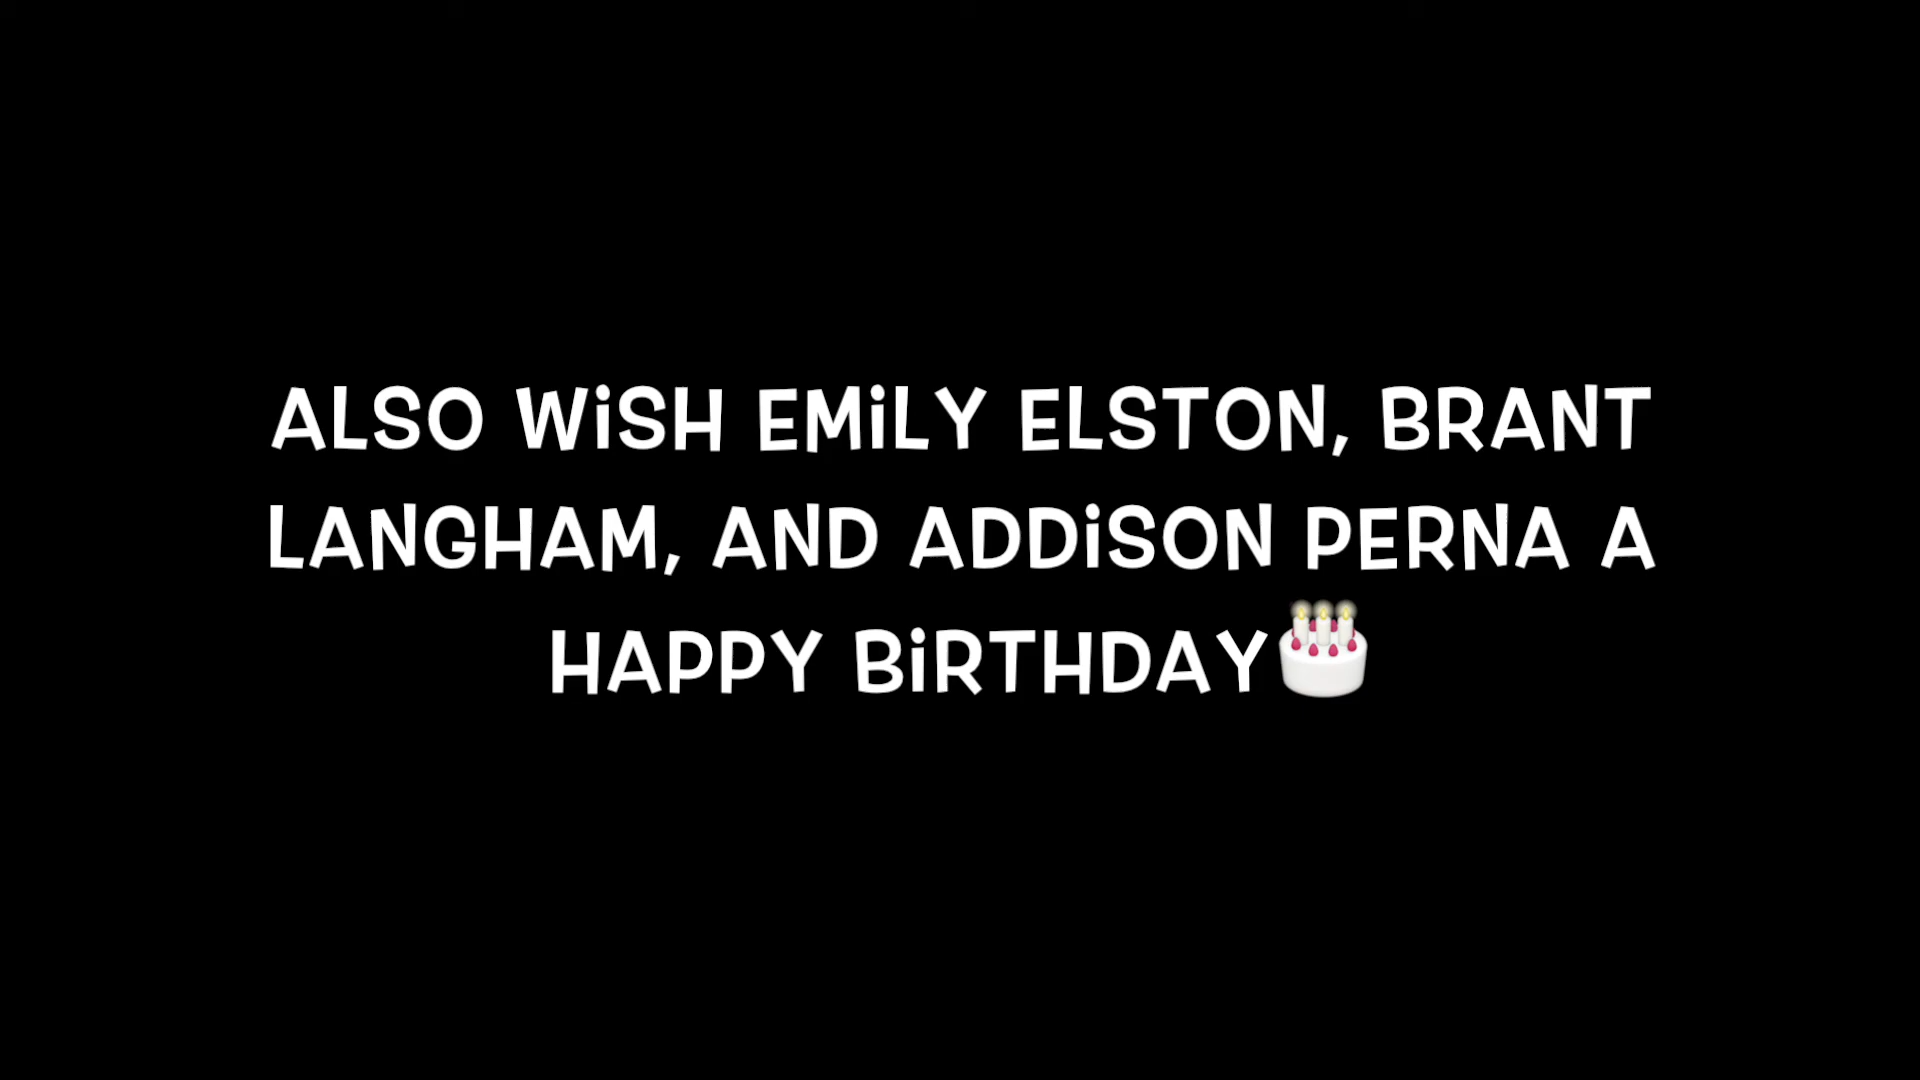 ALSO WiSH EMiLY ELSTON, BRANT
LANGHAM, AND ADDiSON PERNA A
HAPPY BiRTHDAY🎂